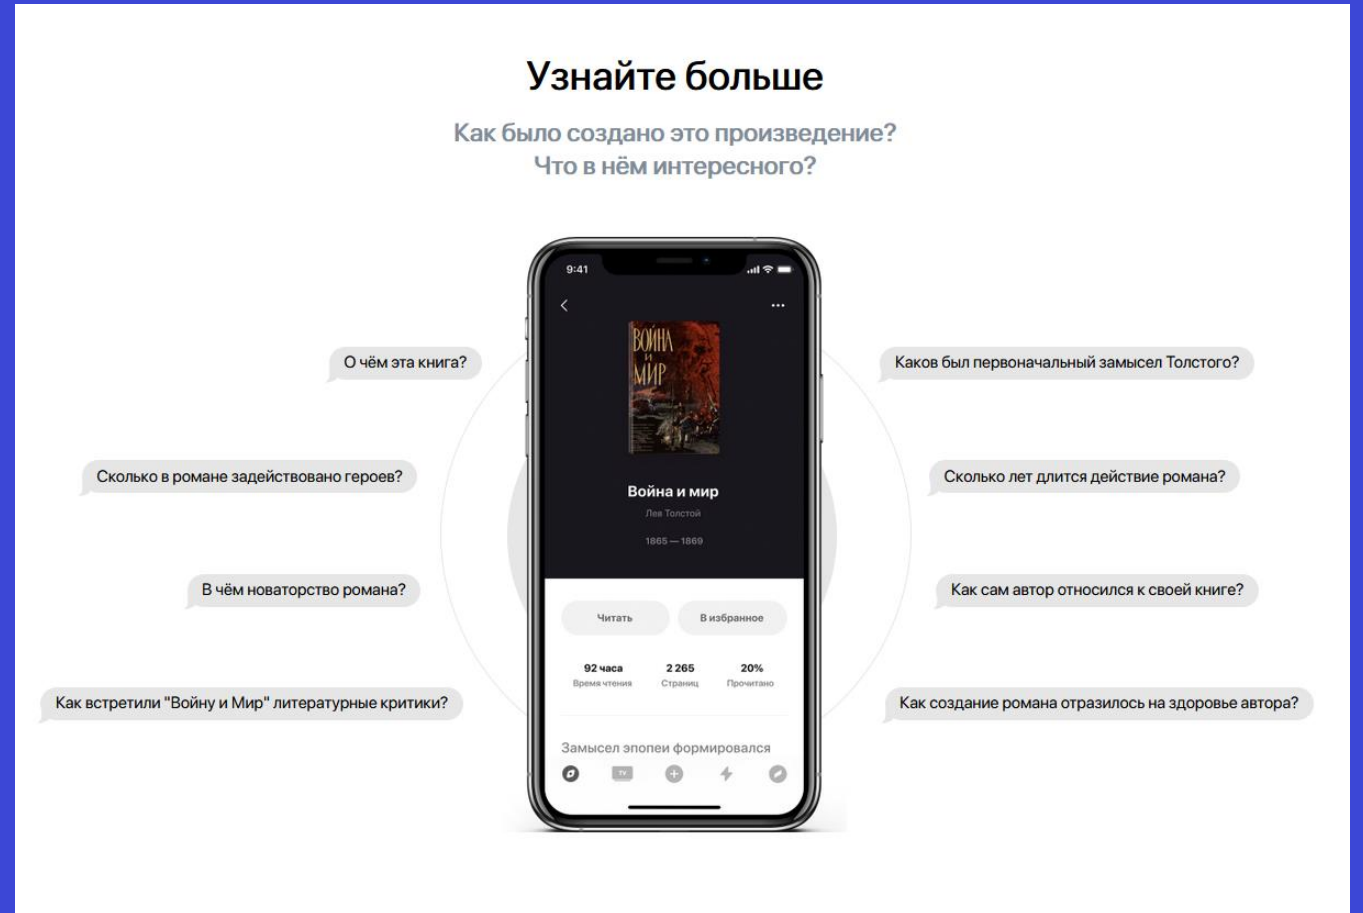 Узнайте больше
Как было создано это произведение?
Что в нём интересного?
9:41
ВОЙНА
И
МИР
О чём эта книга?
Каков был первоначальный замысел Толстого?
Сколько в романе задействовано героев?
Сколько лет длится действие романа?
Война и мир
Лев Толстой
1865 — 1869
В чём новаторство романа?
Как сам автор относился к своей книге?
Читать
В избранное
92 часа
2 265
20%
Время чтения
Страниц
Прочитано
Как встретили "Войну и Мир" литературные критики?
Как создание романа отразилось на здоровье автора?
Замысел эпопеи формировался
TV